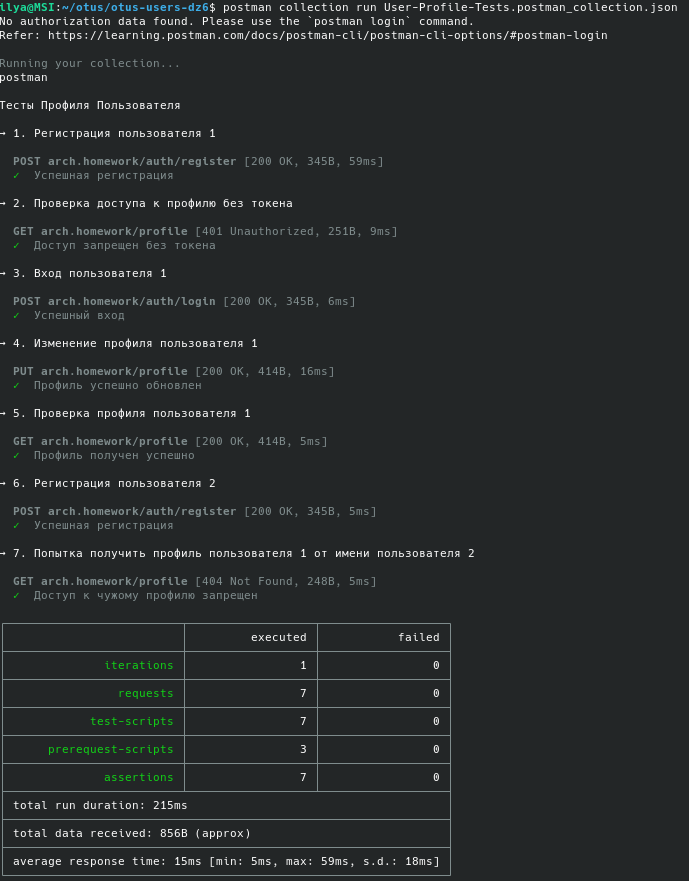 ilya@MSI:~/otus/otus-users-dz6$ postman collection run User-Profile-Tests.postman_collection.json
No authorization data found. Please use the `postman login` command.
Refer: https://learning.postman.com/docs/postman-cli/postman-cli-options/#postman-login
Running your collection...
postman
Тесты Профиля Пользователя
→ 1. Регистрация пользователя 1
POST arch.homework/auth/register [200 OK, 345B, 59ms]
✓ Успешная регистрация
→ 2. Проверка доступа к профилю без токена
GET arch.homework/profile [401 Unauthorized, 251B, 9ms]
✓ Доступ запрещен без токена
→ 3. Вход пользователя 1
POST arch.homework/auth/login [200 OK, 345B, 6ms]
✓ Успешный вход
→ 4. Изменение профиля пользователя 1
PUT arch.homework/profile [200 OK, 414B, 16ms]
✓ Профиль успешно обновлен
→ 5. Проверка профиля пользователя 1
GET arch.homework/profile [200 OK, 414B, 5ms]
✓ Профиль получен успешно
→ 6. Регистрация пользователя 2
POST arch.homework/auth/register [200 OK, 345B, 5ms]
✓ Успешная регистрация
→ 7. Попытка получить профиль пользователя 1 от имени пользователя 2
GET arch.homework/profile [404 Not Found, 248B, 5ms]
✓ Доступ к чужому профилю запрещен
executed failed
iterations 1 0
requests 7 0
test-scripts 7 0
prerequest-scripts 3 0
assertions 7 0
total run duration: 215ms
total data received: 856B (approx)
average response time: 15ms [min: 5ms, max: 59ms, s.d.: 18ms]